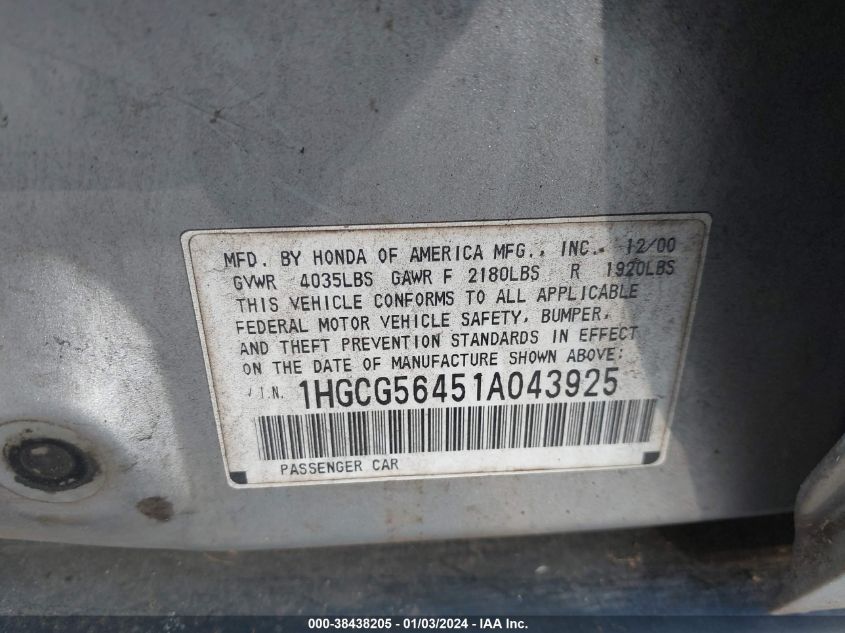 MFD. BY HONDA OF AMERICA MFG., INC. 12/00
GVWR 4035LBS GAWR F 2180LBS R 1920LBS
THIS VEHICLE CONFORMS TO ALL APPLICABLE
FEDERAL MOTOR VEHICLE SAFETY, BUMPER,
AND THEFT PREVENTION STANDARDS IN EFFECT
ON THE DATE OF MANUFACTURE SHOWN ABOVE:
V.I.N. 1HGCG56451A043925
PASSENGER CAR
000-38438205 - 01/03/2024 - IAA Inc.